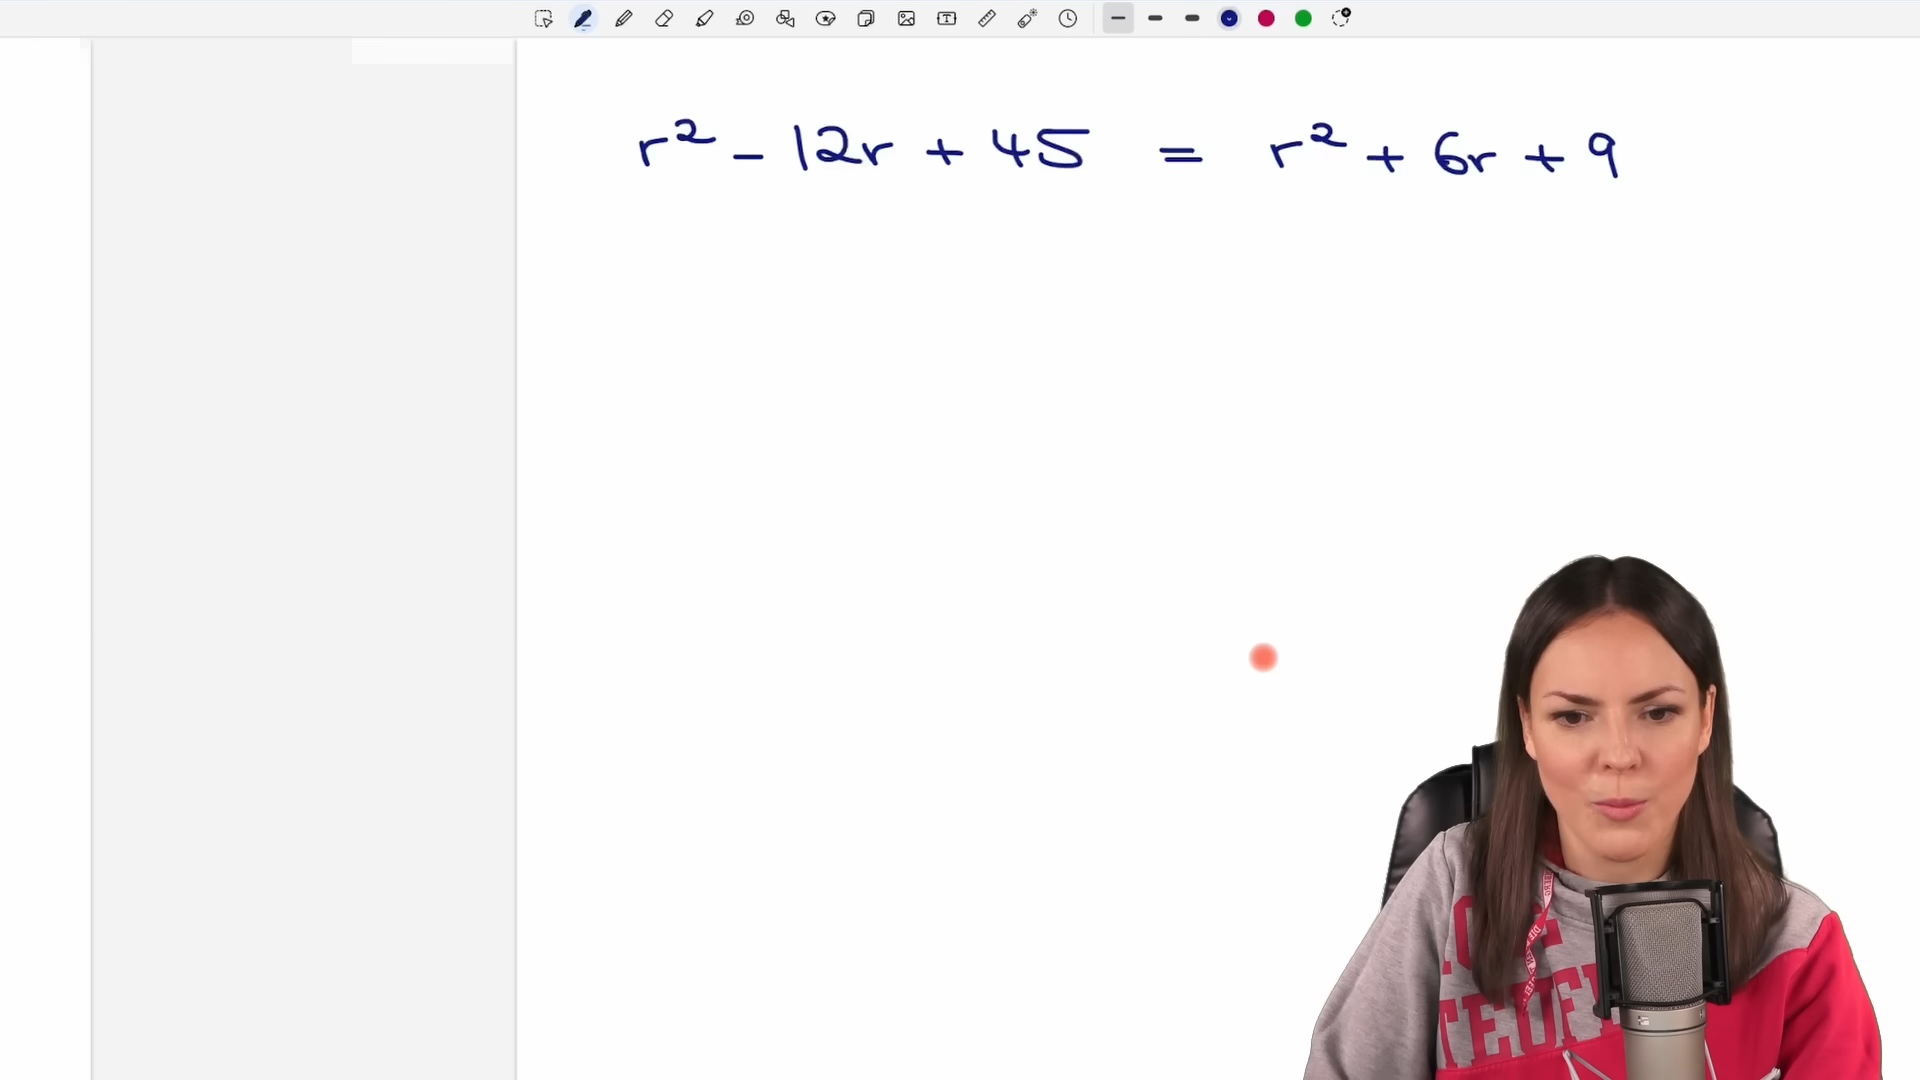 r² - 12r + 45 = r² + 6r + 9